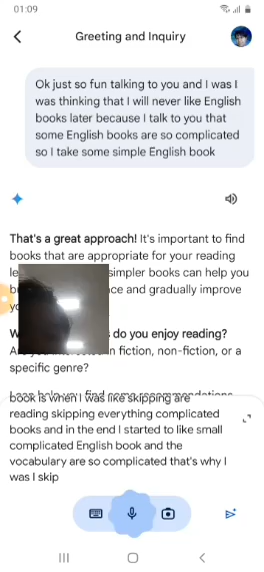 01:09
Greeting and Inquiry
Ok just so fun talking to you and I was I
was thinking that I will never like English
books later because I talk to you that
some English books are so complicated
so I take some simple English book
That's a great approach! It's important to find
books that are appropriate for your reading
simpler books can help you
and gradually improve
do you enjoy reading?
in fiction, non-fiction, or a
specific genre?
book is when I was like skipping are
reading skipping everything complicated
books and in the end I started to like small
complicated English book and the
vocabulary are so complicated that's why I
was I skip